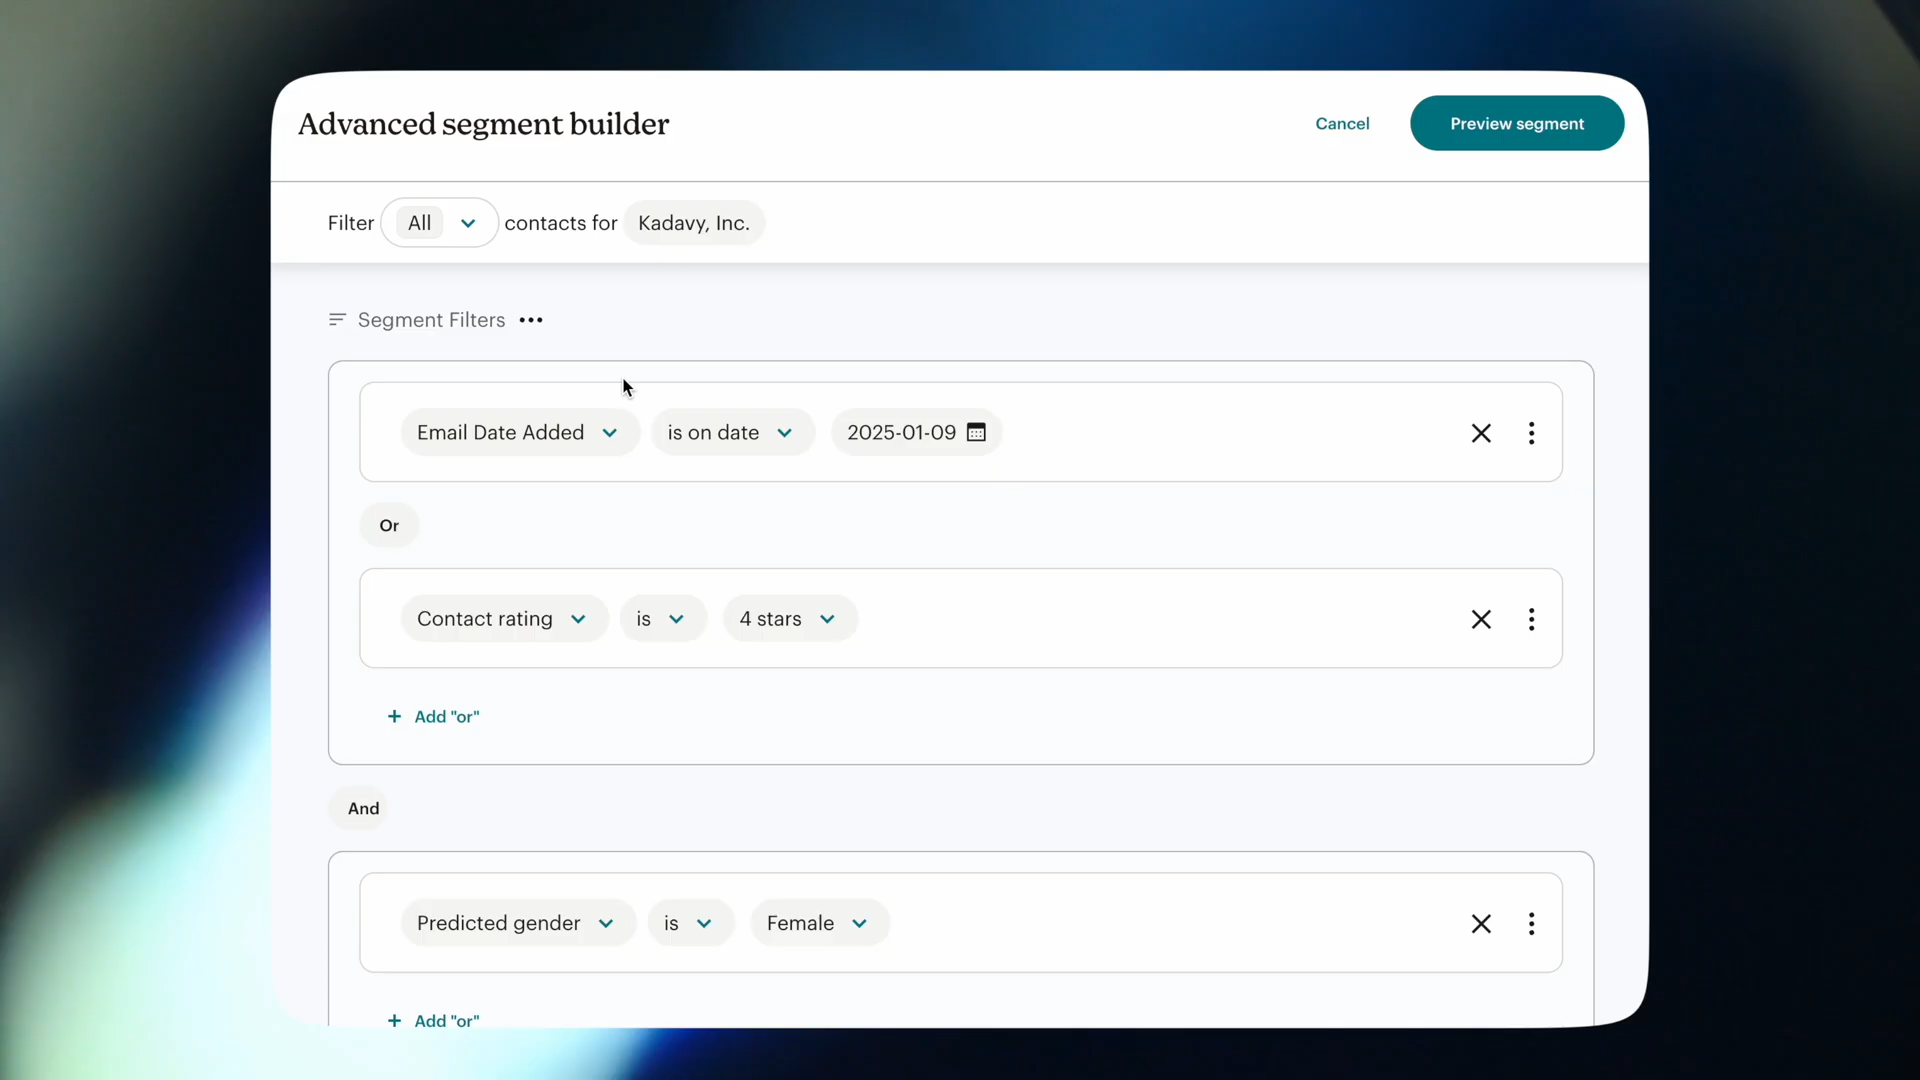 Advanced segment builder
Cancel
Preview segment
Filter All contacts for Kadavy, Inc.
Segment Filters
Email Date Added is on date 2025-01-09
Or
Contact rating is 4 stars
+ Add "or"
And
Predicted gender is Female
+ Add "or"